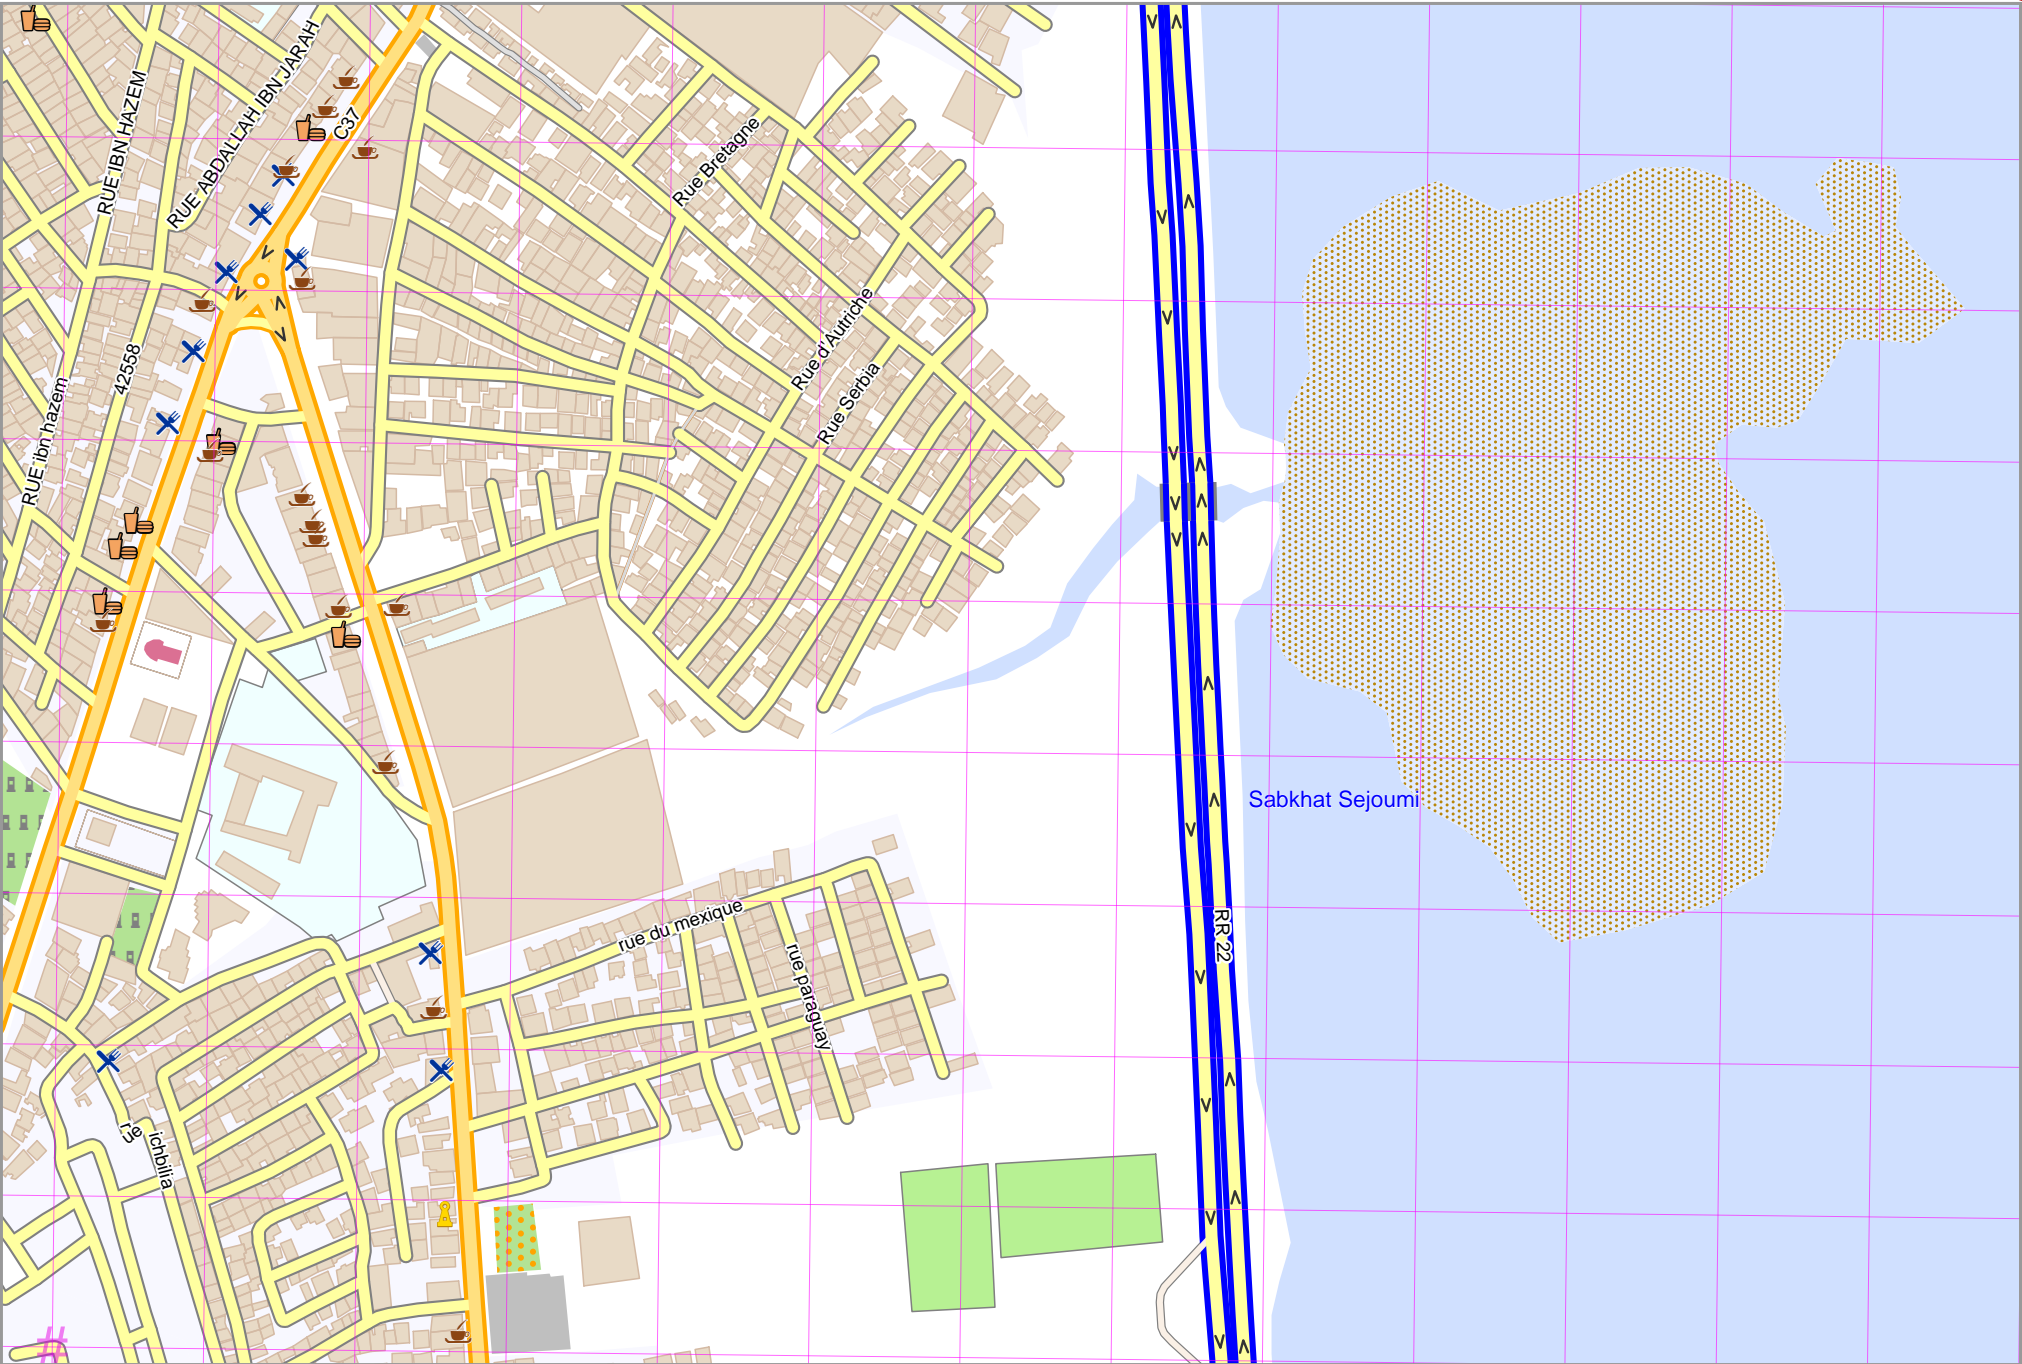 RUE IBN HAZEM
RUE ABDALLAH IBN JARAH
C37
Rue Bretagne
Rue d'Autriche
Rue Serbia
42558
RUE ibn hazem
Sabkhat Sejoumi
rue du mexique
rue paraguay
RR 22
rue
ichbilia